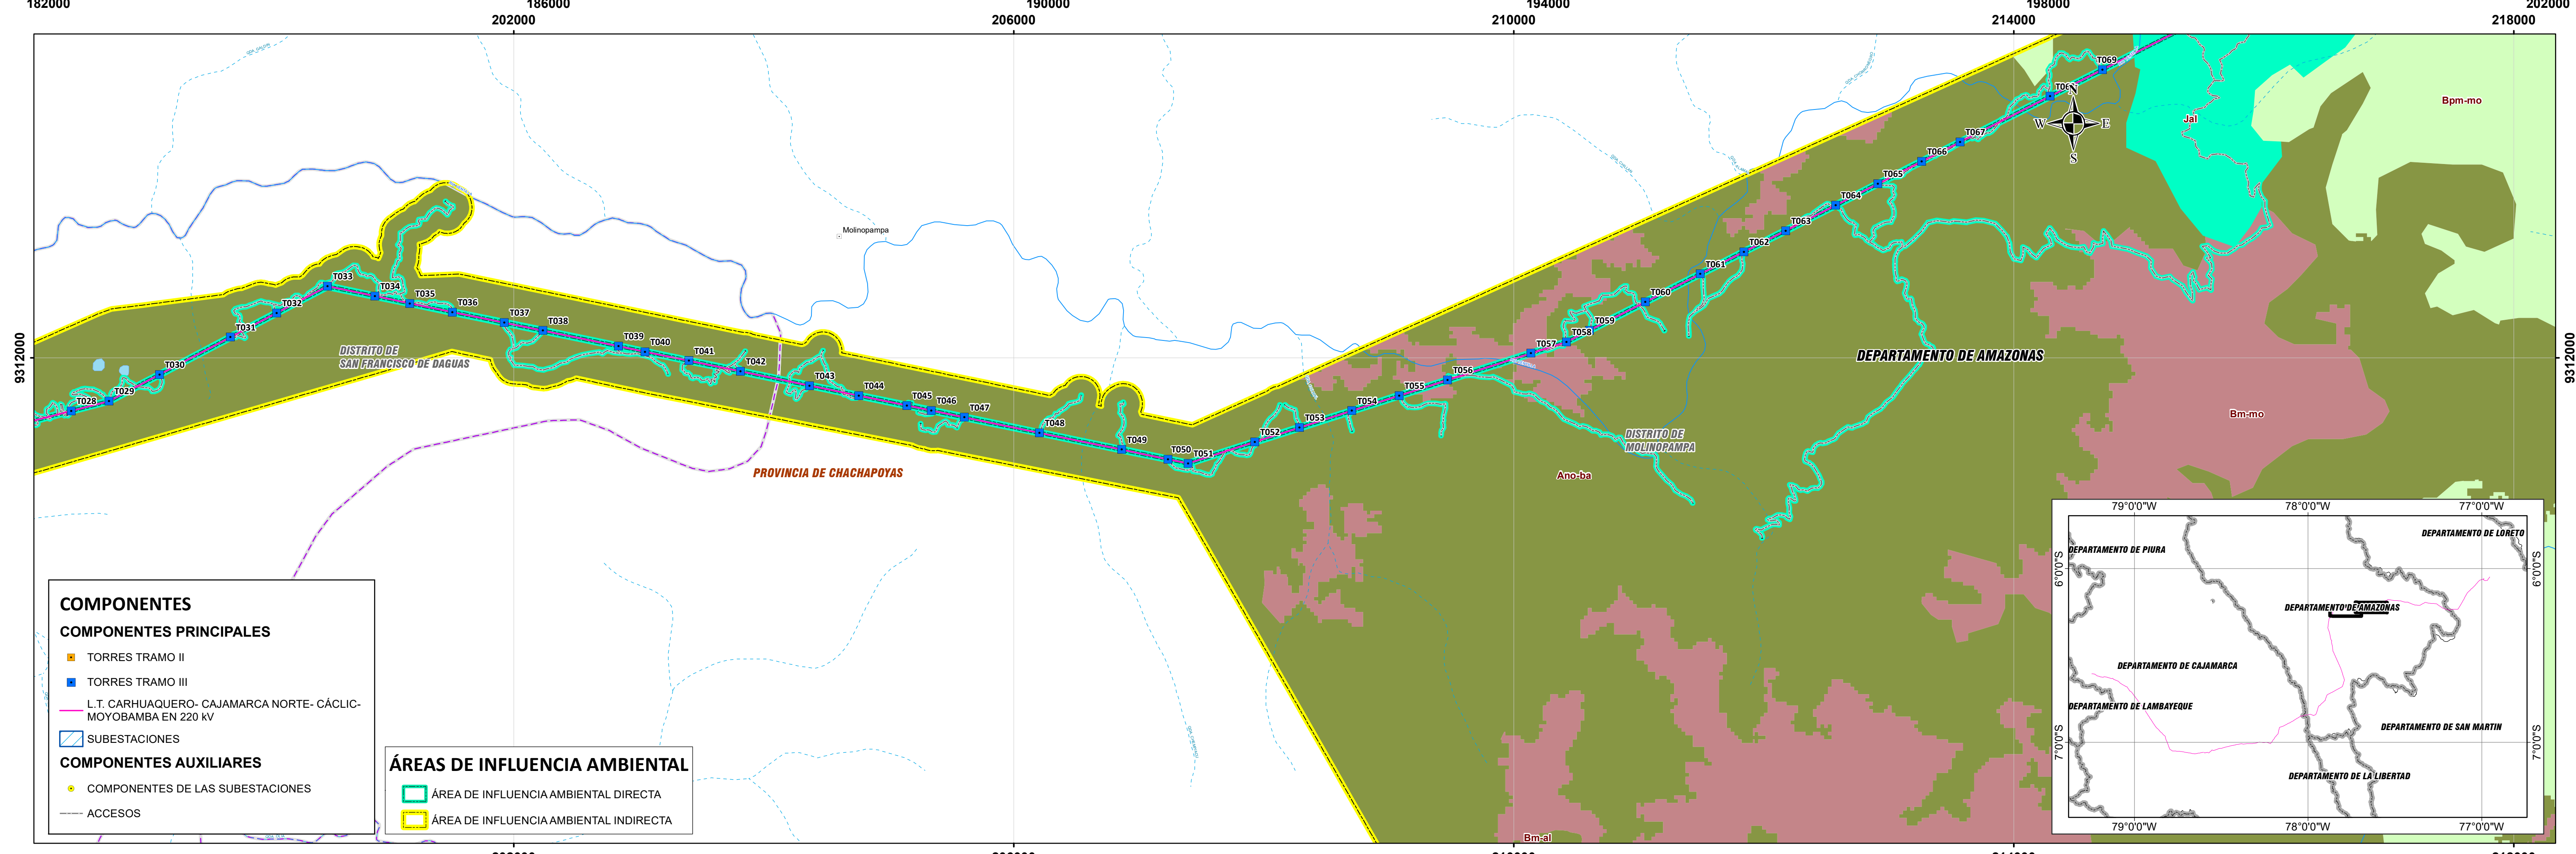 182000
186000
190000
194000
198000
202000
202000
206000
210000
214000
218000
9312000
9312000
T028
T029
T030
T031
T032
T033
T034
T035
T036
T037
T038
T039
T040
T041
T042
T043
T044
T045
T046
T047
T048
T049
T050
T051
T052
T053
T054
T055
T056
T057
T058
T059
T060
T061
T062
T063
T064
T065
T066
T067
T069
N
W
E
S
Molinopampa
Bpm-mo
Jal
Bm-mo
Ano-ba
Bm-al
DISTRITO DE
SAN FRANCISCO DE DAGUAS
PROVINCIA DE CHACHAPOYAS
DISTRITO DE
MOLINOPAMPA
DEPARTAMENTO DE AMAZONAS
COMPONENTES
COMPONENTES PRINCIPALES
TORRES TRAMO II
TORRES TRAMO III
L.T. CARHUAQUERO- CAJAMARCA NORTE- CÁCLIC-
MOYOBAMBA EN 220 kV
SUBESTACIONES
COMPONENTES AUXILIARES
COMPONENTES DE LAS SUBESTACIONES
ACCESOS
ÁREAS DE INFLUENCIA AMBIENTAL
ÁREA DE INFLUENCIA AMBIENTAL DIRECTA
ÁREA DE INFLUENCIA AMBIENTAL INDIRECTA
79°0'0"W
78°0'0"W
77°0'0"W
DEPARTAMENTO DE LORETO
DEPARTAMENTO DE PIURA
6°0'0"S
6°0'0"S
DEPARTAMENTO DE AMAZONAS
DEPARTAMENTO DE CAJAMARCA
DEPARTAMENTO DE LAMBAYEQUE
DEPARTAMENTO DE SAN MARTIN
7°0'0"S
7°0'0"S
DEPARTAMENTO DE LA LIBERTAD
79°0'0"W
78°0'0"W
77°0'0"W